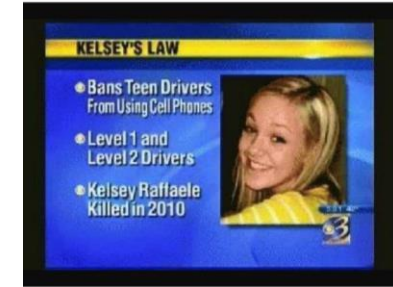 KELSEY'S LAW
Bans Teen Drivers
From Using Cell Phones
Level 1 and
Level 2 Drivers
Kelsey Raffaele
Killed in 2010
3